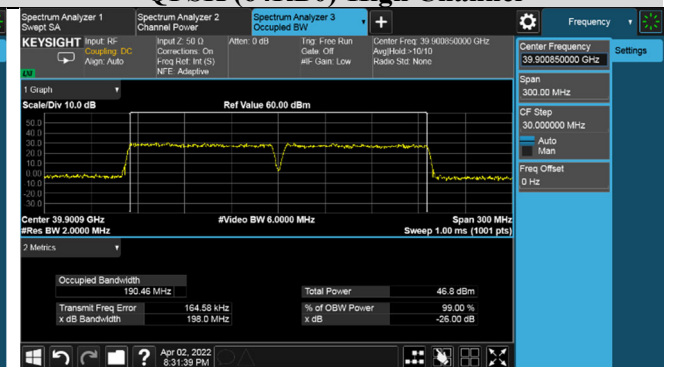 Spectrum Analyzer 1
Swept SA
Spectrum Analyzer 2
Channel Power
Spectrum Analyzer 3
Occupied BW
+
Frequency
KEYSIGHT
Input: RF
Coupling: DC
Align: Auto
Input Z: 50 Ω
Corrections: On
Freq Ref: Int (S)
NFE: Adaptive
Atten: 0 dB
Trig: Free Run
Gate: Off
#IF Gain: Low
Center Freq: 39.900850000 GHz
Avg|Hold:>10/10
Radio Std: None
Center Frequency
39.900850000 GHz
Settings
Span
300.00 MHz
CF Step
30.000000 MHz
Auto
Man
Freq Offset
0 Hz
1 Graph
Scale/Div 10.0 dB
Ref Value 60.00 dBm
50.0
40.0
30.0
20.0
10.0
0.00
-10.0
-20.0
-30.0
Center 39.9009 GHz
#Video BW 6.0000 MHz
Span 300 MHz
#Res BW 2.0000 MHz
Sweep 1.00 ms (1001 pts)
2 Metrics
Occupied Bandwidth
190.46 MHz
Total Power
46.8 dBm
Transmit Freq Error
164.58 kHz
% of OBW Power
99.00 %
x dB Bandwidth
198.0 MHz
x dB
-26.00 dB
?
Apr 02, 2022
8:31:39 PM